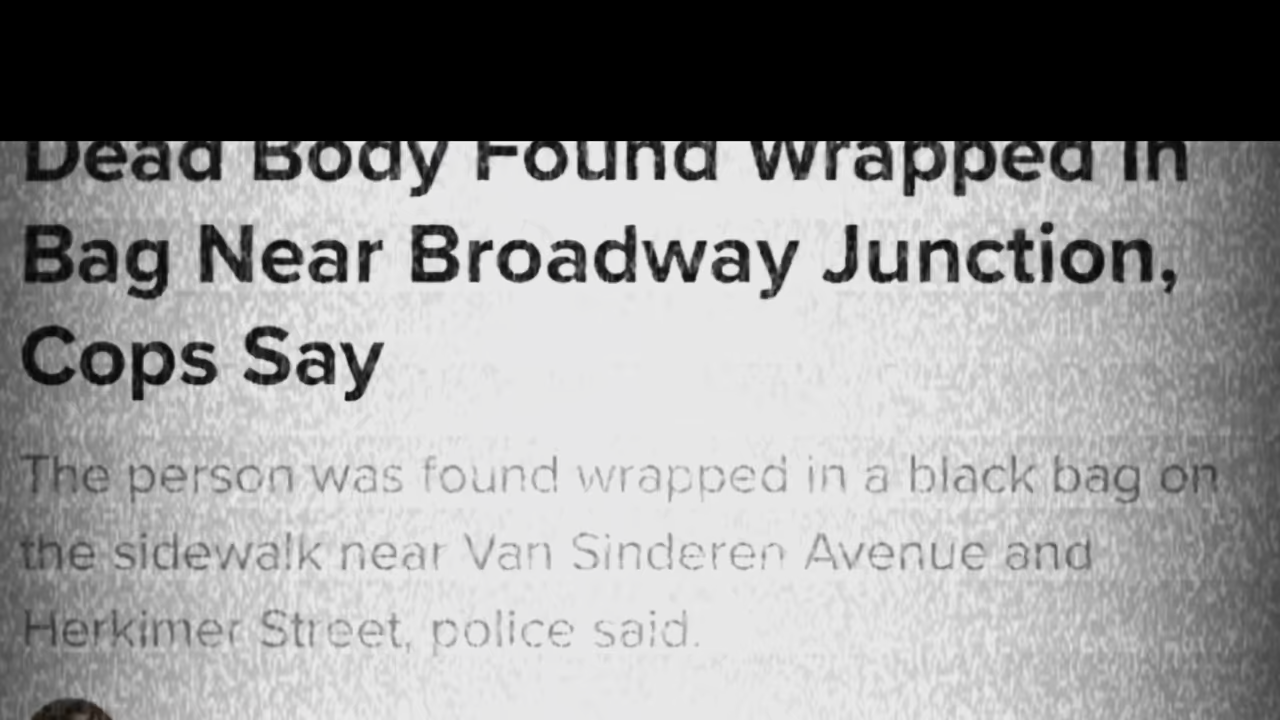 Dead Body Found Wrapped In
Bag Near Broadway Junction,
Cops Say
The person was found wrapped in a black bag on
the sidewalk near Van Sinderen Avenue and
Herkimer Street, police said.